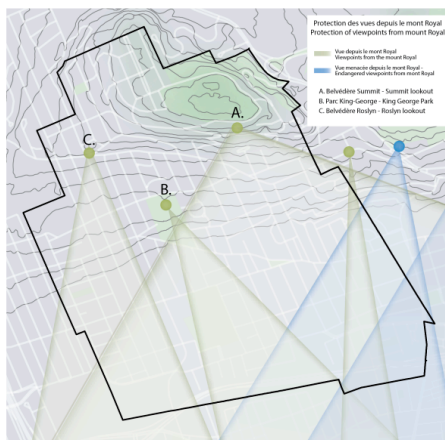 Protection des vues depuis le mont Royal
Protection of viewpoints from mount Royal
Vue depuis le mont Royal
Viewpoints from the mount Royal
Vue menacée depuis le mont Royal -
Endangered viewpoints from mont Royal
A. Belvédère Summit - Summit lookout
B. Parc King-George - King George Park
C. Belvédère Roslyn - Roslyn lookout
A.
C.
B.